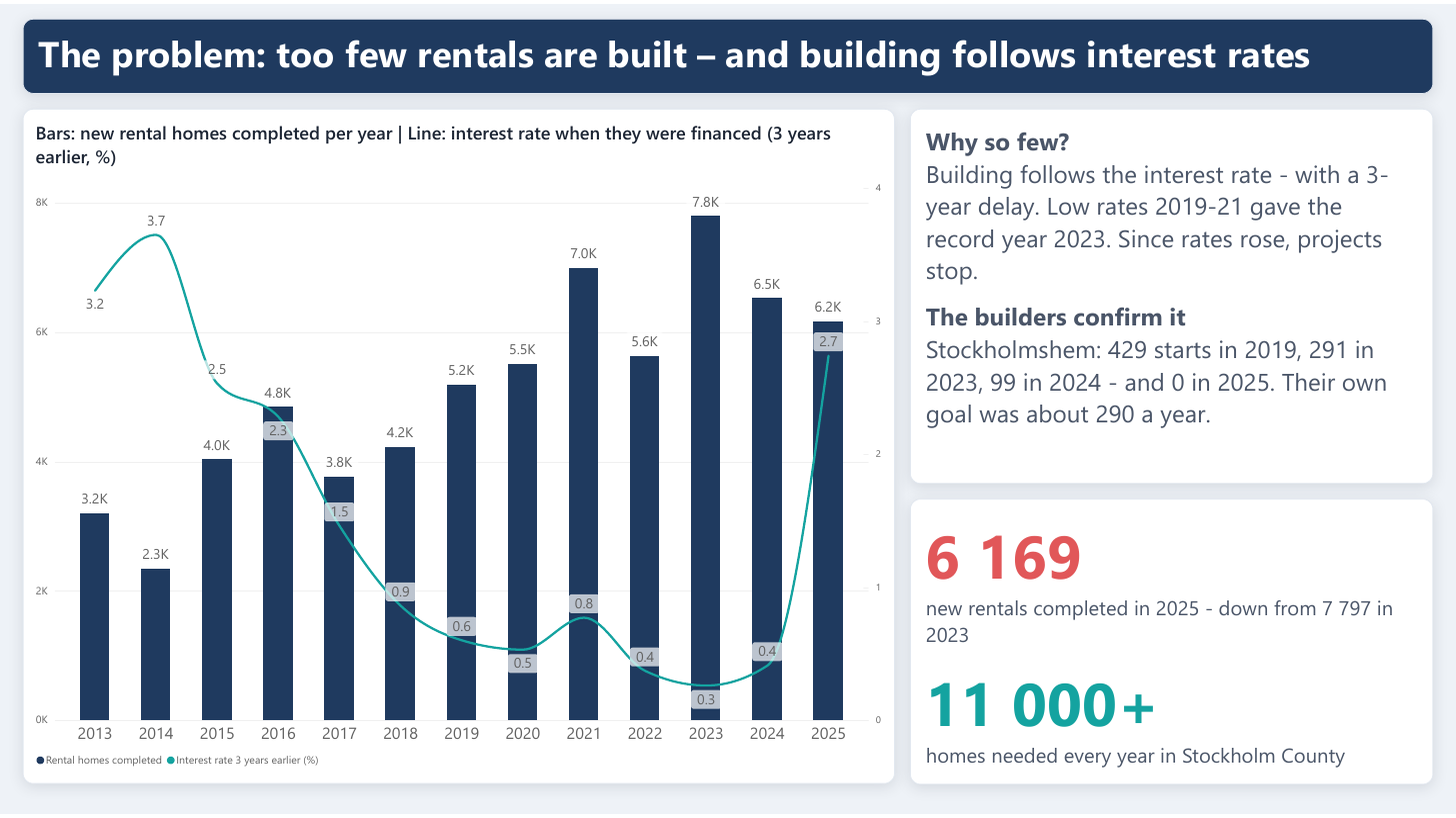 The problem: too few rentals are built – and building follows interest rates
Bars: new rental homes completed per year | Line: interest rate when they were financed (3 years
earlier, %)
8K
6K
4K
2K
0K
4
3
2
1
0
3.2K
2.3K
4.0K
4.8K
3.8K
4.2K
5.2K
5.5K
7.0K
5.6K
7.8K
6.5K
6.2K
3.2
3.7
2.5
2.3
1.5
0.9
0.6
0.5
0.8
0.4
0.3
0.4
2.7
2013 2014 2015 2016 2017 2018 2019 2020 2021 2022 2023 2024 2025
Rental homes completed Interest rate 3 years earlier (%)
Why so few?
Building follows the interest rate - with a 3-
year delay. Low rates 2019-21 gave the
record year 2023. Since rates rose, projects
stop.
The builders confirm it
Stockholmshem: 429 starts in 2019, 291 in
2023, 99 in 2024 - and 0 in 2025. Their own
goal was about 290 a year.
6 169
new rentals completed in 2025 - down from 7 797 in
2023
11 000+
homes needed every year in Stockholm County